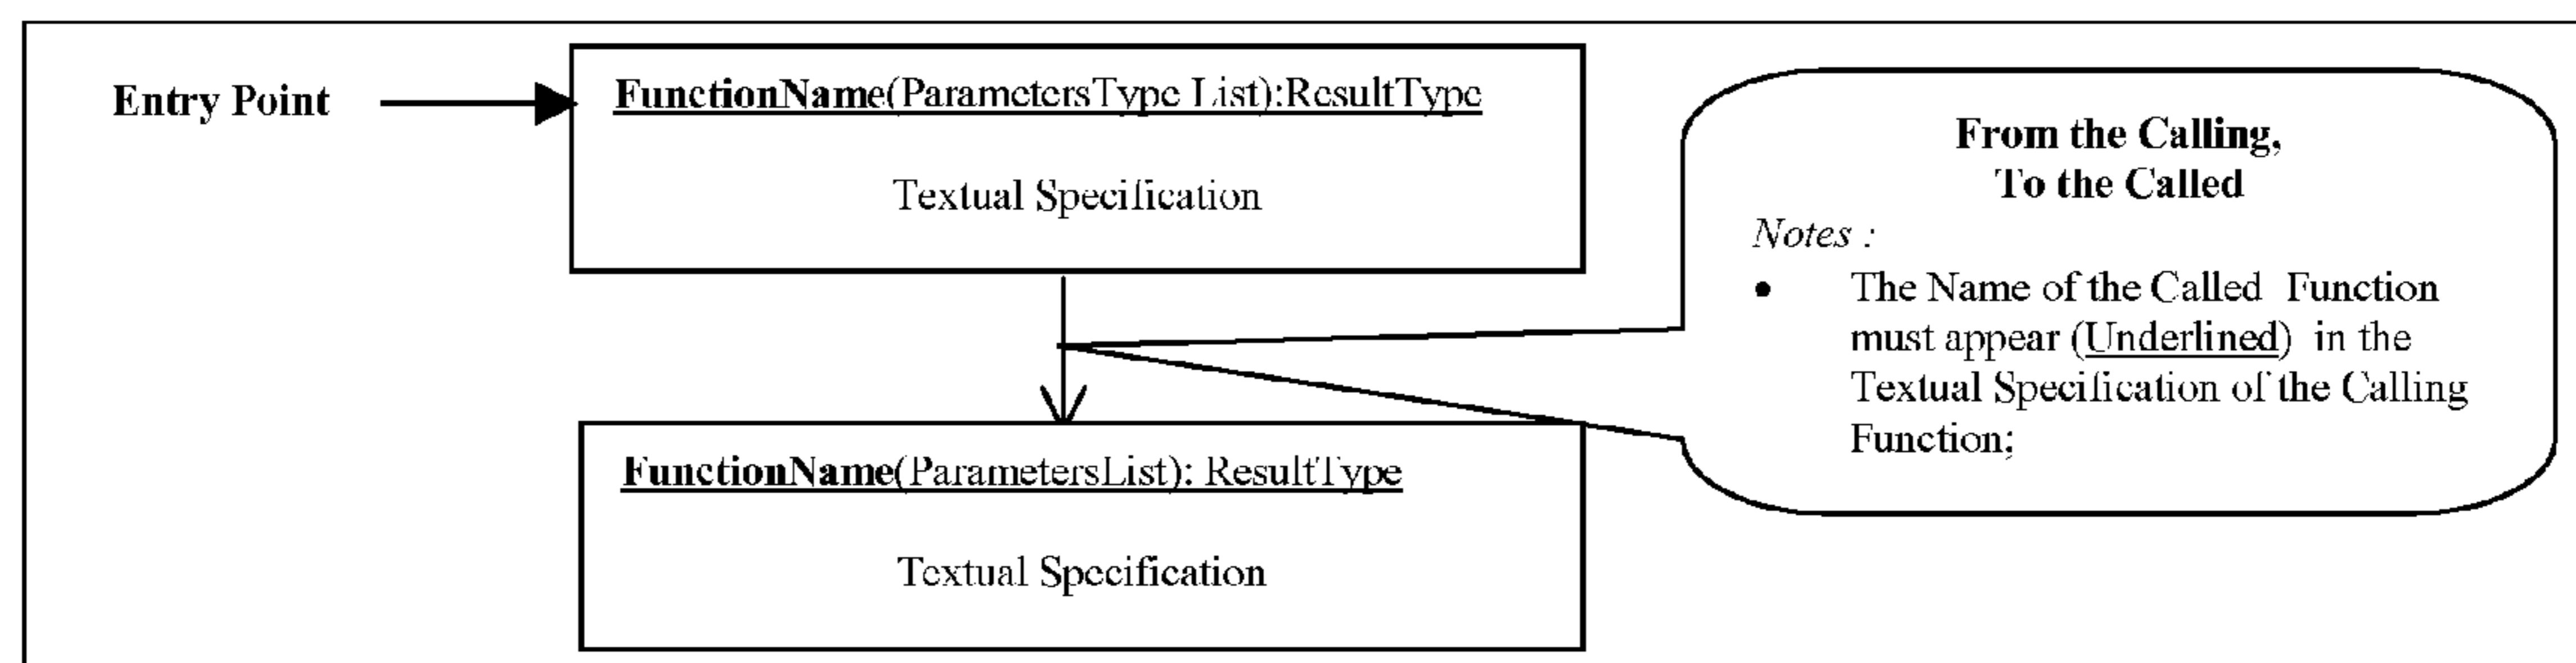 Entry Point
FunctionName(ParametersType List):ResultType
Textual Specification
From the Calling,
To the Called
Notes :
• The Name of the Called Function
must appear (Underlined) in the
Textual Specification of the Calling
Function;
FunctionName(ParametersList): ResultType
Textual Specification